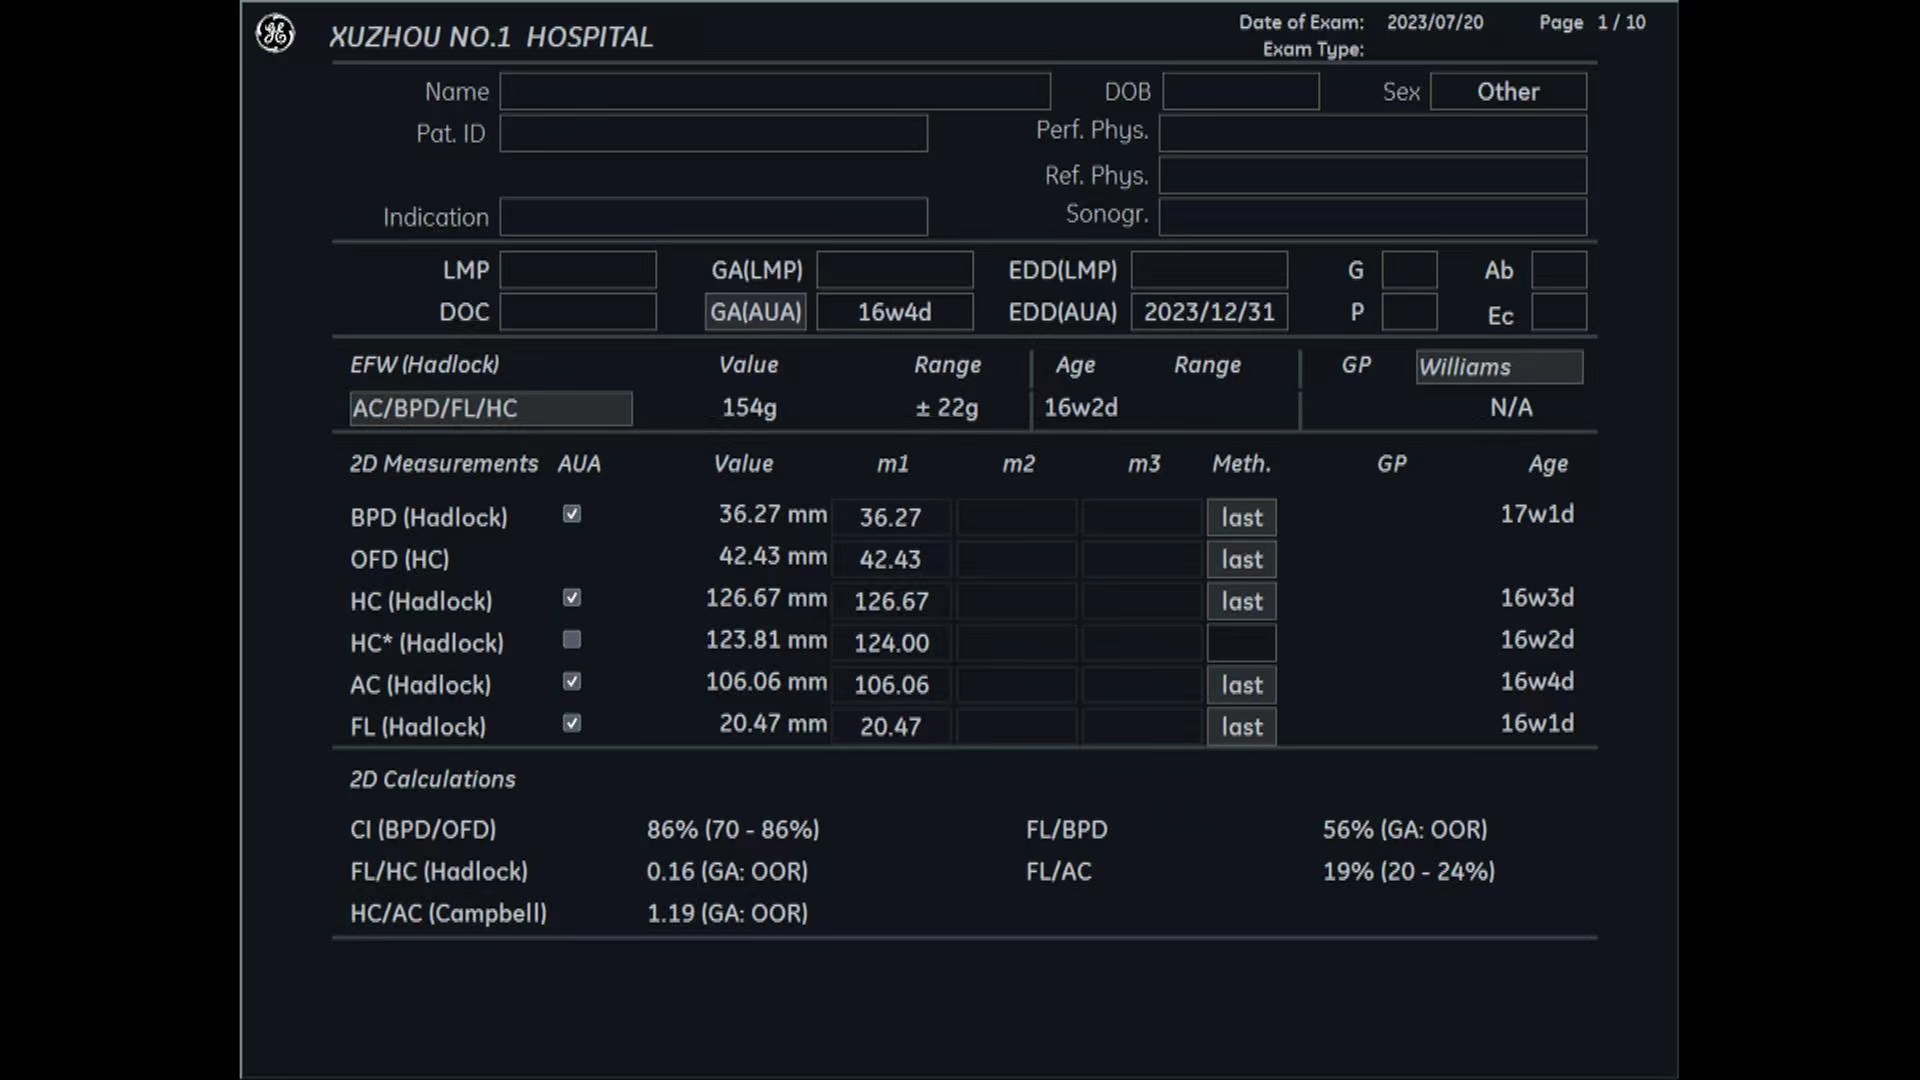 XUZHOU NO.1 HOSPITAL
Date of Exam: 2023/07/20 Page 1 / 10
Exam Type:
Name DOB Sex Other
Pat. ID Perf. Phys.
Ref. Phys.
Indication Sonogr.
LMP GA(LMP) EDD(LMP) G Ab
DOC GA(AUA) 16w4d EDD(AUA) 2023/12/31 P Ec
EFW (Hadlock) Value Range Age Range GP Williams
AC/BPD/FL/HC 154g ± 22g 16w2d N/A
2D Measurements AUA Value m1 m2 m3 Meth. GP Age
BPD (Hadlock) 36.27 mm 36.27 last 17w1d
OFD (HC) 42.43 mm 42.43 last
HC (Hadlock) 126.67 mm 126.67 last 16w3d
HC* (Hadlock) 123.81 mm 124.00 16w2d
AC (Hadlock) 106.06 mm 106.06 last 16w4d
FL (Hadlock) 20.47 mm 20.47 last 16w1d
2D Calculations
CI (BPD/OFD) 86% (70 - 86%) FL/BPD 56% (GA: OOR)
FL/HC (Hadlock) 0.16 (GA: OOR) FL/AC 19% (20 - 24%)
HC/AC (Campbell) 1.19 (GA: OOR)